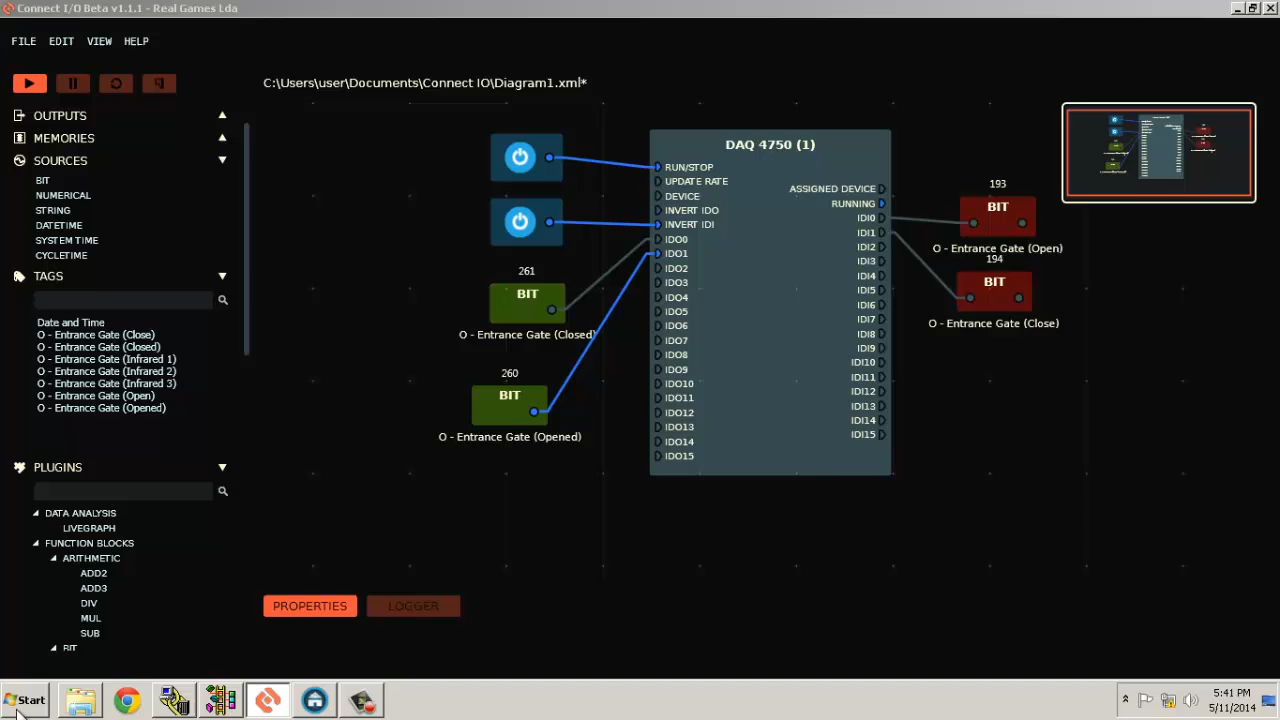 Connect I/O Beta v1.1.1 - Real Games Lda
FILE EDIT VIEW HELP
C:\Users\user\Documents\Connect IO\Diagram1.xml*
OUTPUTS
MEMORIES
SOURCES
BIT
NUMERICAL
STRING
DATETIME
SYSTEM TIME
CYCLETIME
TAGS
Date and Time
O - Entrance Gate (Close)
O - Entrance Gate (Closed)
O - Entrance Gate (Infrared 1)
O - Entrance Gate (Infrared 2)
O - Entrance Gate (Infrared 3)
O - Entrance Gate (Open)
O - Entrance Gate (Opened)
PLUGINS
DATA ANALYSIS
LIVEGRAPH
FUNCTION BLOCKS
ARITHMETIC
ADD2
ADD3
DIV
MUL
SUB
BIT
261
BIT
O - Entrance Gate (Closed)
260
BIT
O - Entrance Gate (Opened)
DAQ 4750 (1)
RUN/STOP
UPDATE RATE
DEVICE
INVERT IDO
INVERT IDI
IDO0
IDO1
IDO2
IDO3
IDO4
IDO5
IDO6
IDO7
IDO8
IDO9
IDO10
IDO11
IDO12
IDO13
IDO14
IDO15
ASSIGNED DEVICE
RUNNING
IDI0
IDI1
IDI2
IDI3
IDI4
IDI5
IDI6
IDI7
IDI8
IDI9
IDI10
IDI11
IDI12
IDI13
IDI14
IDI15
193
BIT
O - Entrance Gate (Open)
194
BIT
O - Entrance Gate (Close)
PROPERTIES LOGGER
Start
5:41 PM
5/11/2014